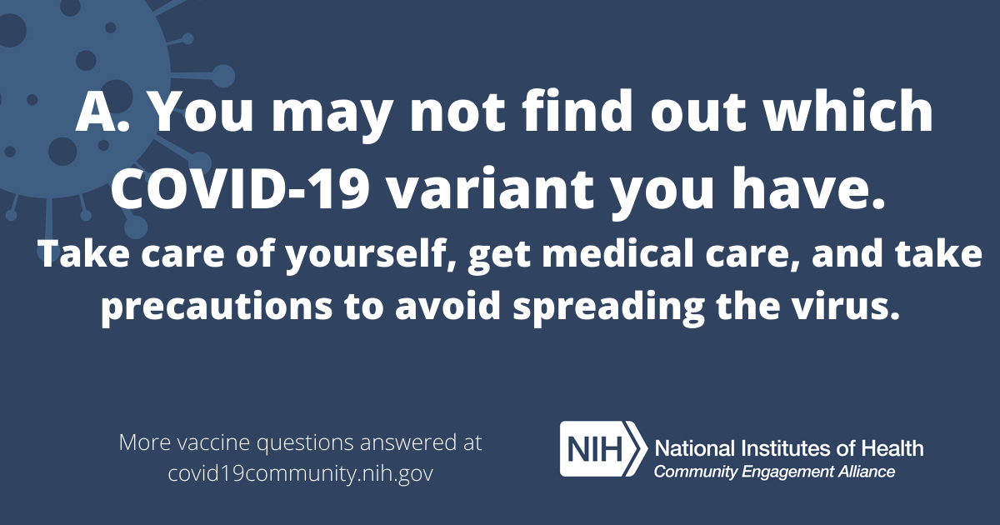 A. You may not find out which
COVID-19 variant you have.
Take care of yourself, get medical care, and take
precautions to avoid spreading the virus.
More vaccine questions answered at
covid19community.nih.gov
NIH National Institutes of Health
Community Engagement Alliance